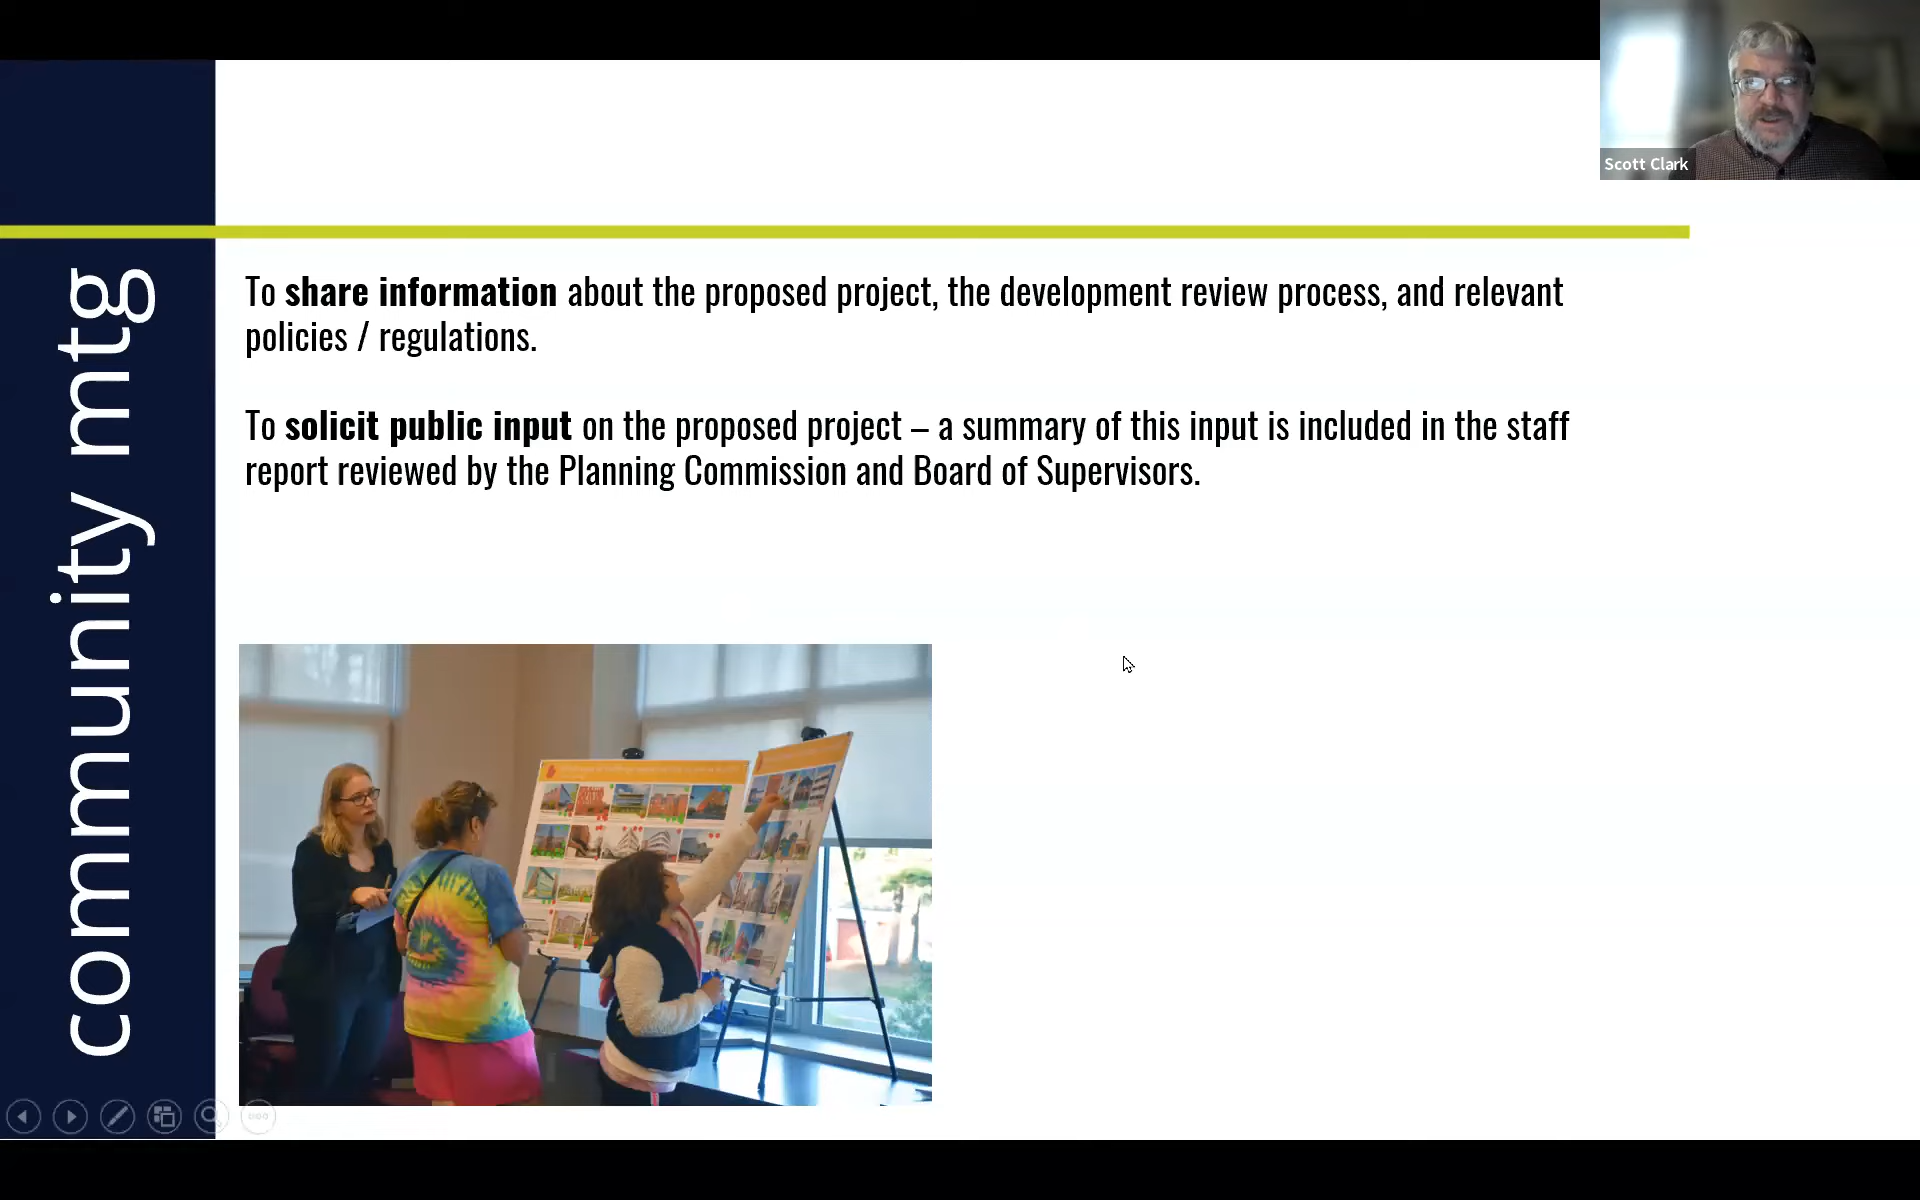 Scott Clark
community mtg
To share information about the proposed project, the development review process, and relevant
policies / regulations.
To solicit public input on the proposed project – a summary of this input is included in the staff
report reviewed by the Planning Commission and Board of Supervisors.